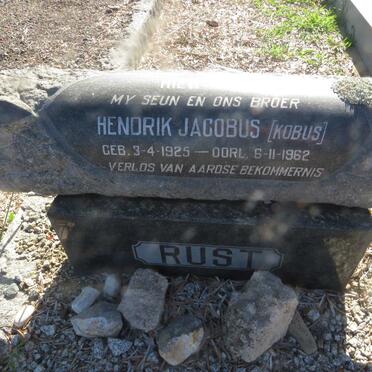 MY SEUN EN ONS BROER
HENDRIK JACOBUS [KOBUS]
GEB. 3-4-1925 — OORL. 6-11-1962
VERLOS VAN AARDSE BEKOMMERNIS
RUST